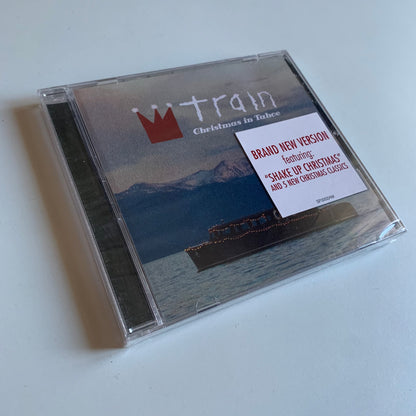 train
Christmas in Tahoe
BRAND NEW VERSION
featuring:
"SHAKE UP CHRISTMAS"
AND 5 NEW CHRISTMAS CLASSICS